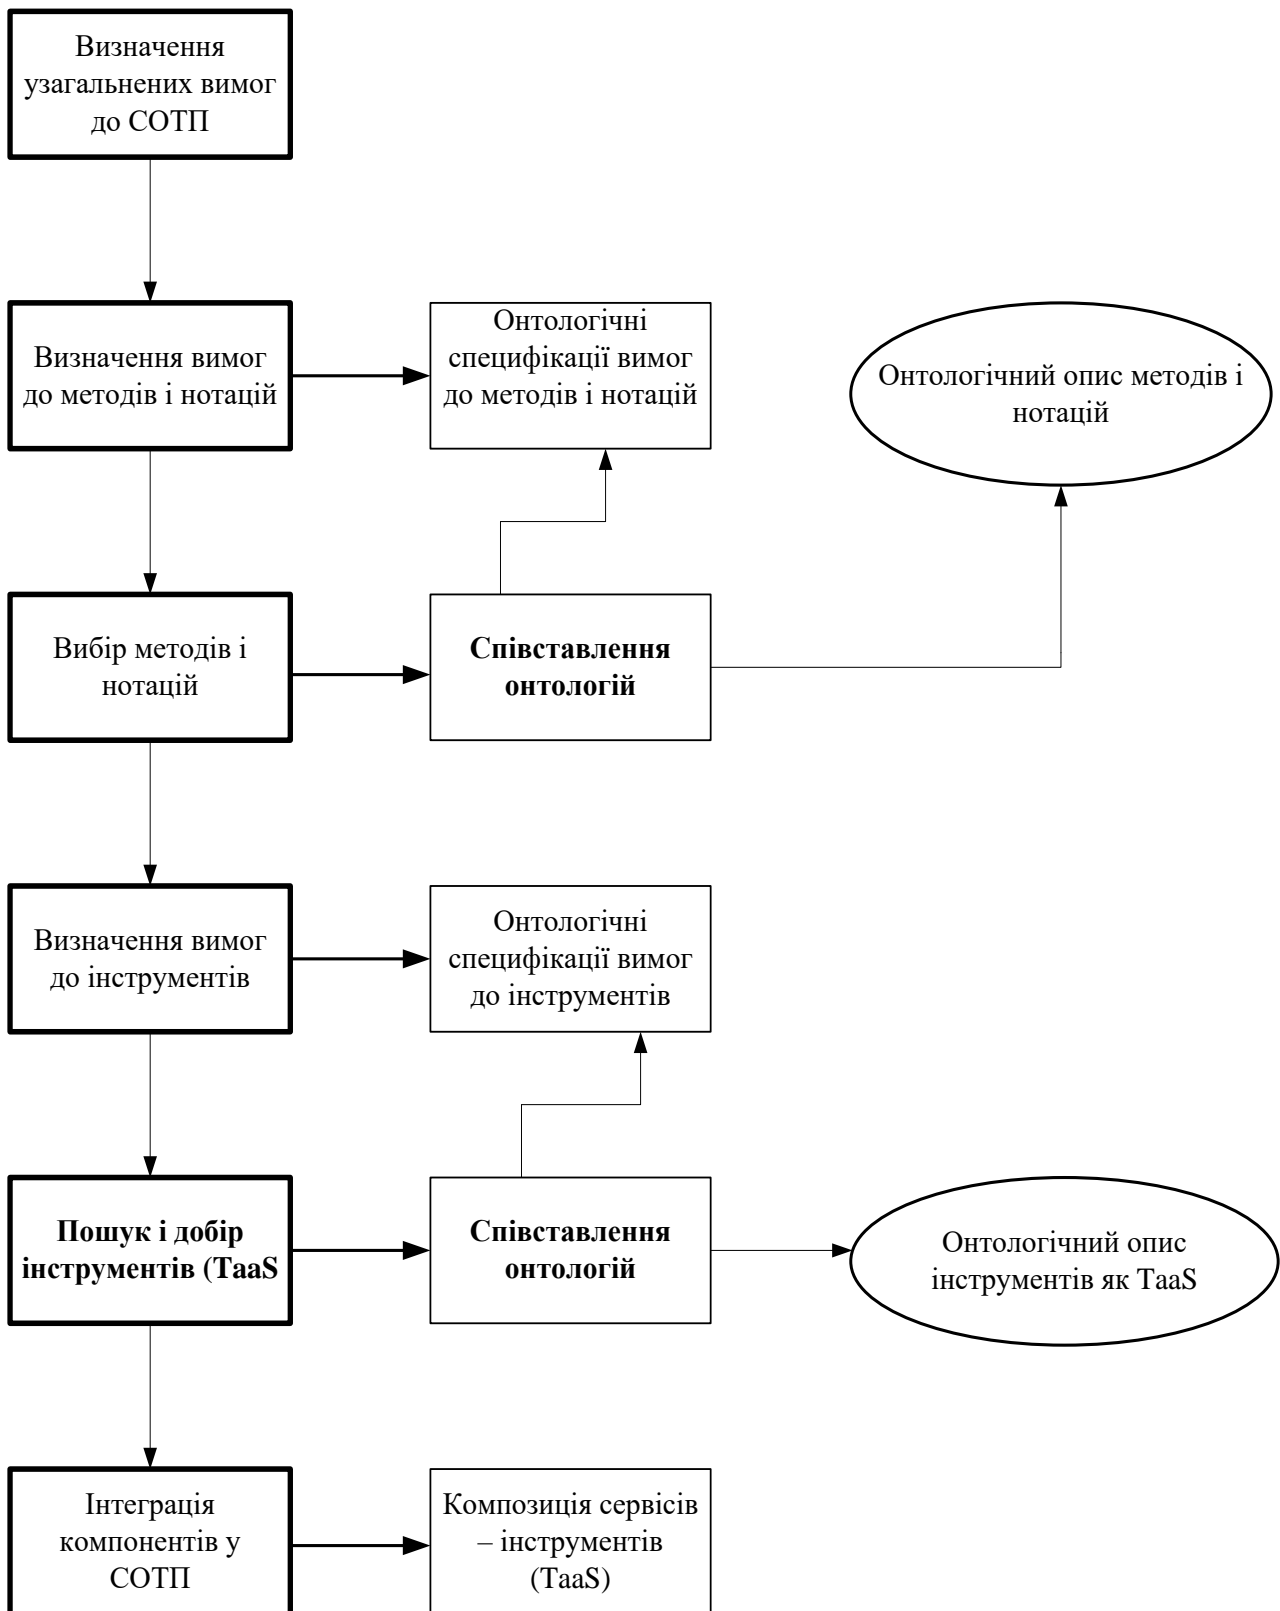 Визначення
узагальнених вимог
до СОТП
Визначення вимог
до методів і нотацій
Онтологічні
специфікації вимог
до методів і нотацій
Онтологічний опис методів і
нотацій
Вибір методів і
нотацій
Співставлення
онтологій
Визначення вимог
до інструментів
Онтологічні
специфікації вимог
до інструментів
Пошук і добір
інструментів (TaaS
Співставлення
онтологій
Онтологічний опис
інструментів як TaaS
Інтеграція
компонентів у
СОТП
Композиція сервісів
– інструментів
(TaaS)